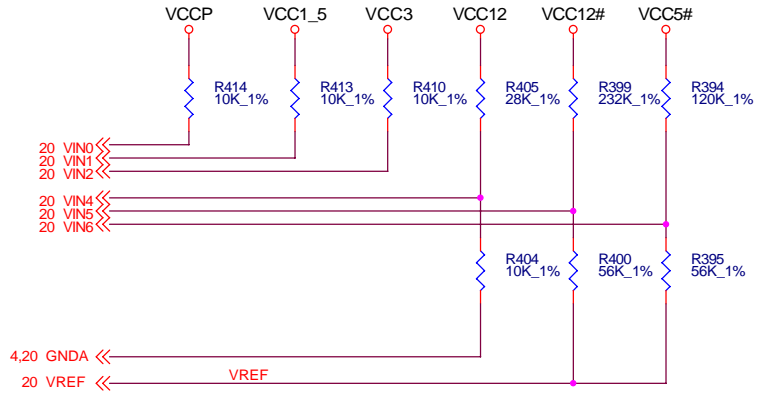 VCCP VCC1_5 VCC3 VCC12 VCC12# VCC5#
R414 R413 R410 R405 R399 R394
10K_1% 10K_1% 10K_1% 28K_1% 232K_1% 120K_1%
20 VIN0
20 VIN1
20 VIN2
20 VIN4
20 VIN5
20 VIN6
R404 R400 R395
10K_1% 56K_1% 56K_1%
4,20 GNDA
20 VREF VREF